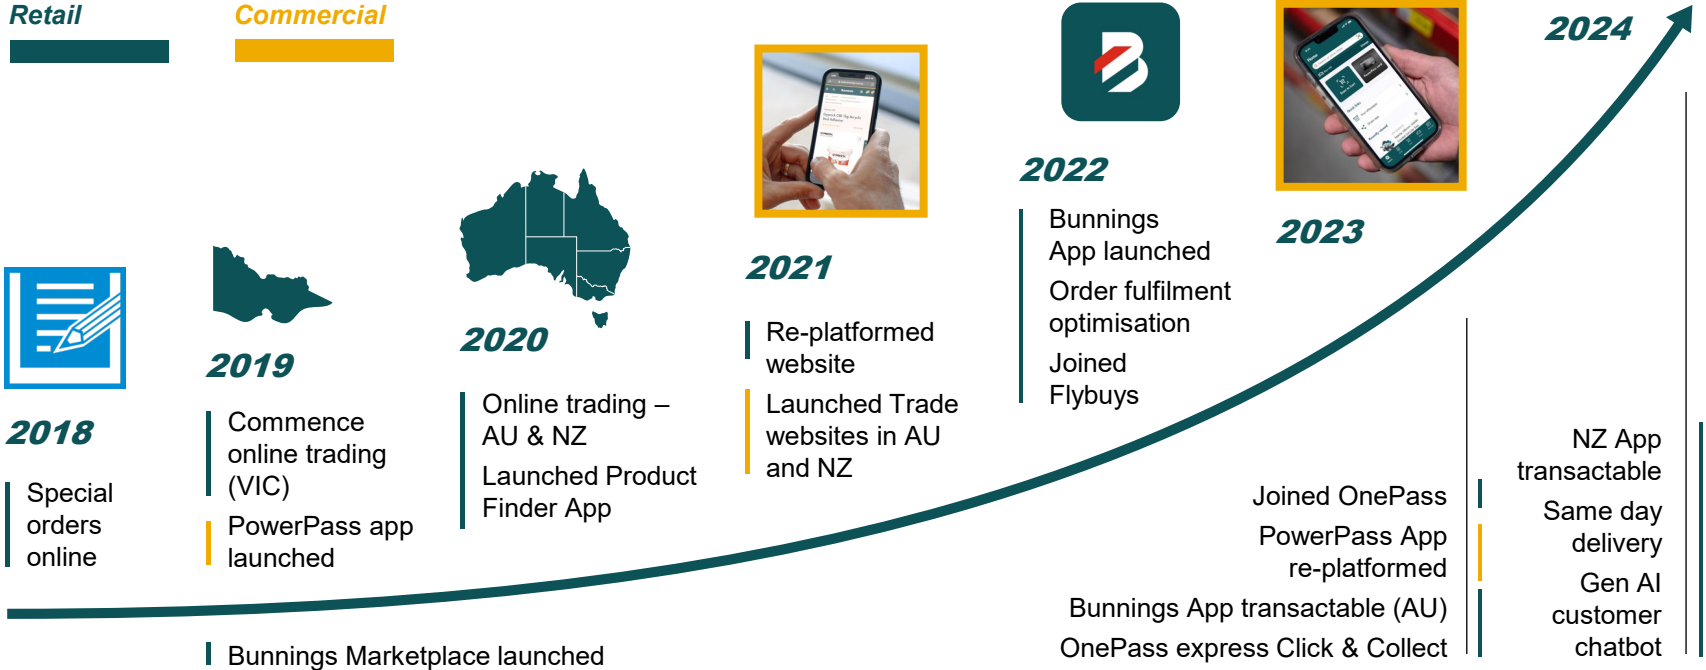 Retail
Commercial
2018
Special
orders
online
2019
Commence
online trading
(VIC)
PowerPass app
launched
Bunnings Marketplace launched
2020
Online trading –
AU & NZ
Launched Product
Finder App
2021
Re-platformed
website
Launched Trade
websites in AU
and NZ
2022
Bunnings
App launched
Order fulfilment
optimisation
Joined
Flybuys
2023
Joined OnePass
PowerPass App
re-platformed
Bunnings App transactable (AU)
OnePass express Click & Collect
2024
NZ App
transactable
Same day
delivery
Gen AI
customer
chatbot